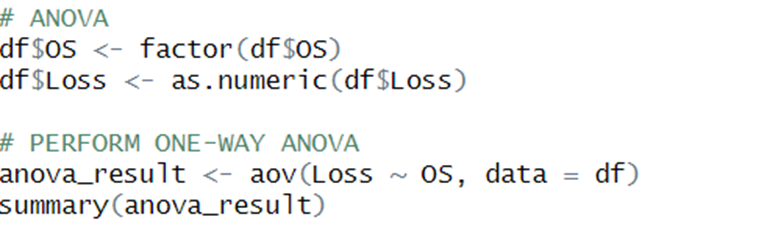 # ANOVA
df$OS <- factor(df$OS)
df$Loss <- as.numeric(df$Loss)
# PERFORM ONE-WAY ANOVA
anova_result <- aov(Loss ~ OS, data = df)
summary(anova_result)